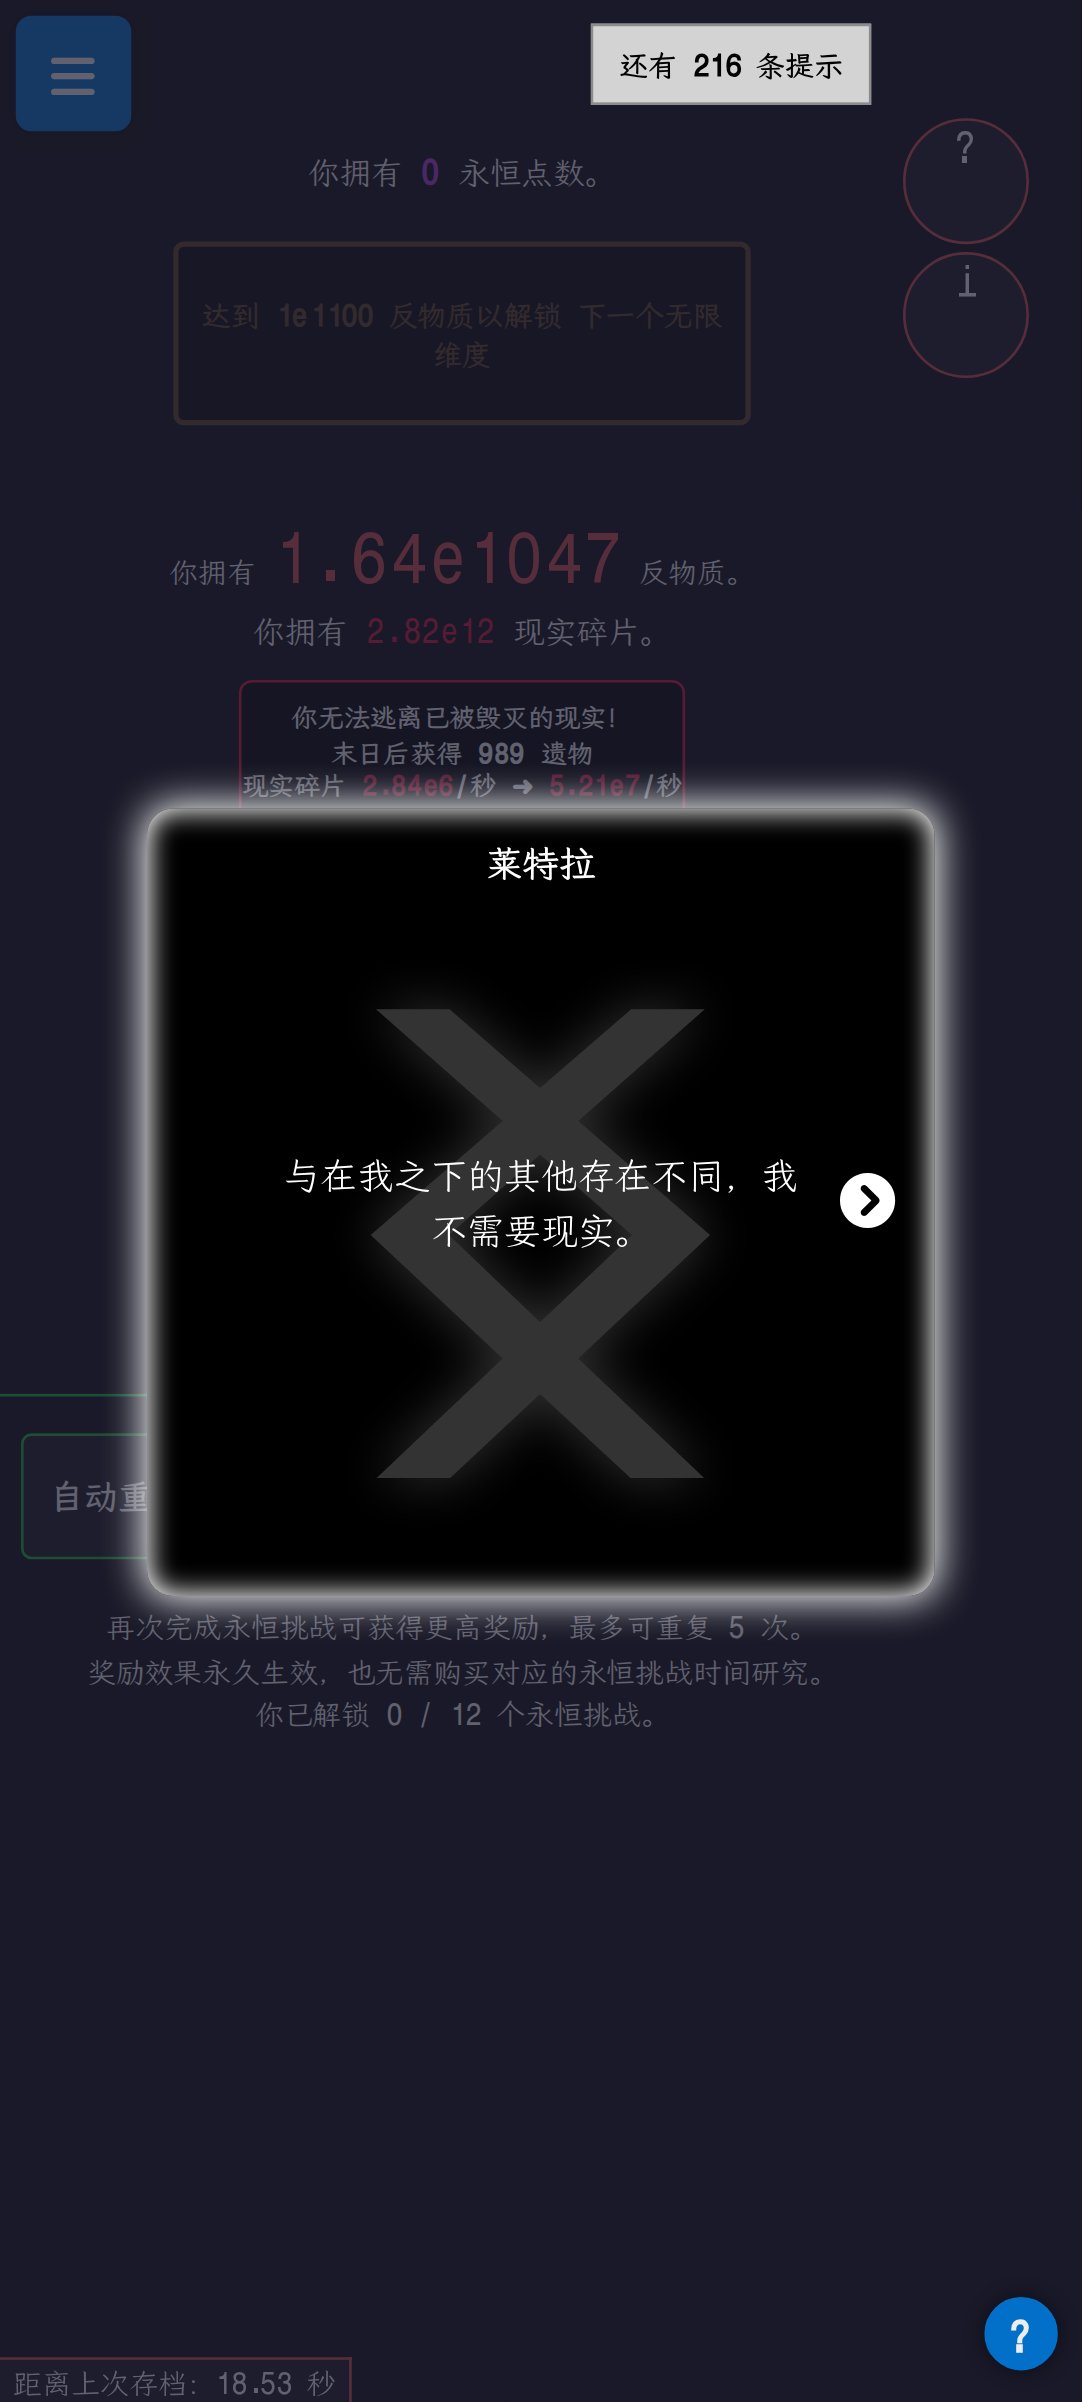 还有 216 条提示
你拥有 0 永恒点数。
?
i
达到 1e1100 反物质以解锁 下一个无限
维度
你拥有 1.64e1047 反物质。
你拥有 2.82e12 现实碎片。
你无法逃离已被毁灭的现实!
末日后获得 989 遗物
现实碎片 2.84e6/秒 ➜ 5.21e7/秒
莱特拉
与在我之下的其他存在不同, 我
不需要现实。
自动重
再次完成永恒挑战可获得更高奖励, 最多可重复 5 次。
奖励效果永久生效, 也无需购买对应的永恒挑战时间研究。
你已解锁 0 / 12 个永恒挑战。
?
距离上次存档: 18.53 秒